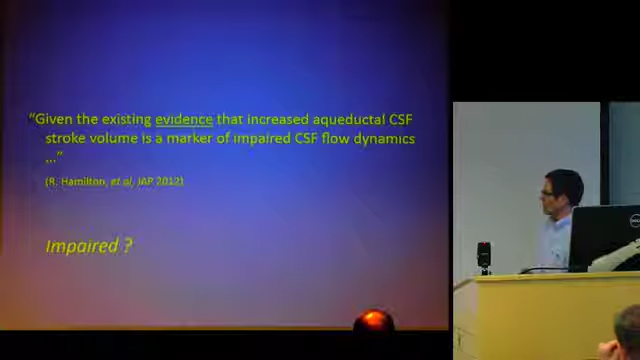 “Given the existing evidence that increased aqueductal CSF
stroke volume is a marker of impaired CSF flow dynamics
...”
(R. Hamilton, et al, JAP 2012)
Impaired ?